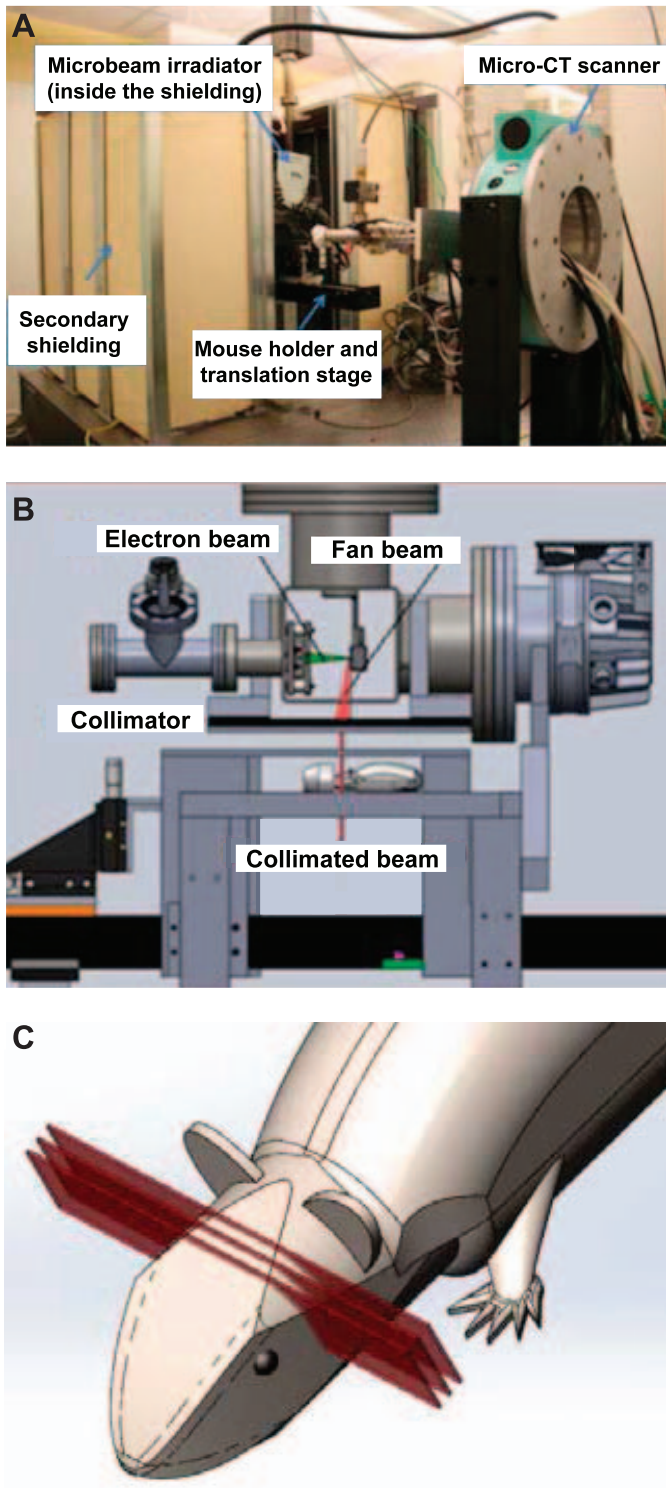 A
Microbeam irradiator
(inside the shielding)
Micro-CT scanner
Secondary
shielding
Mouse holder and
translation stage
B
Electron beam
Fan beam
Collimator
Collimated beam
C